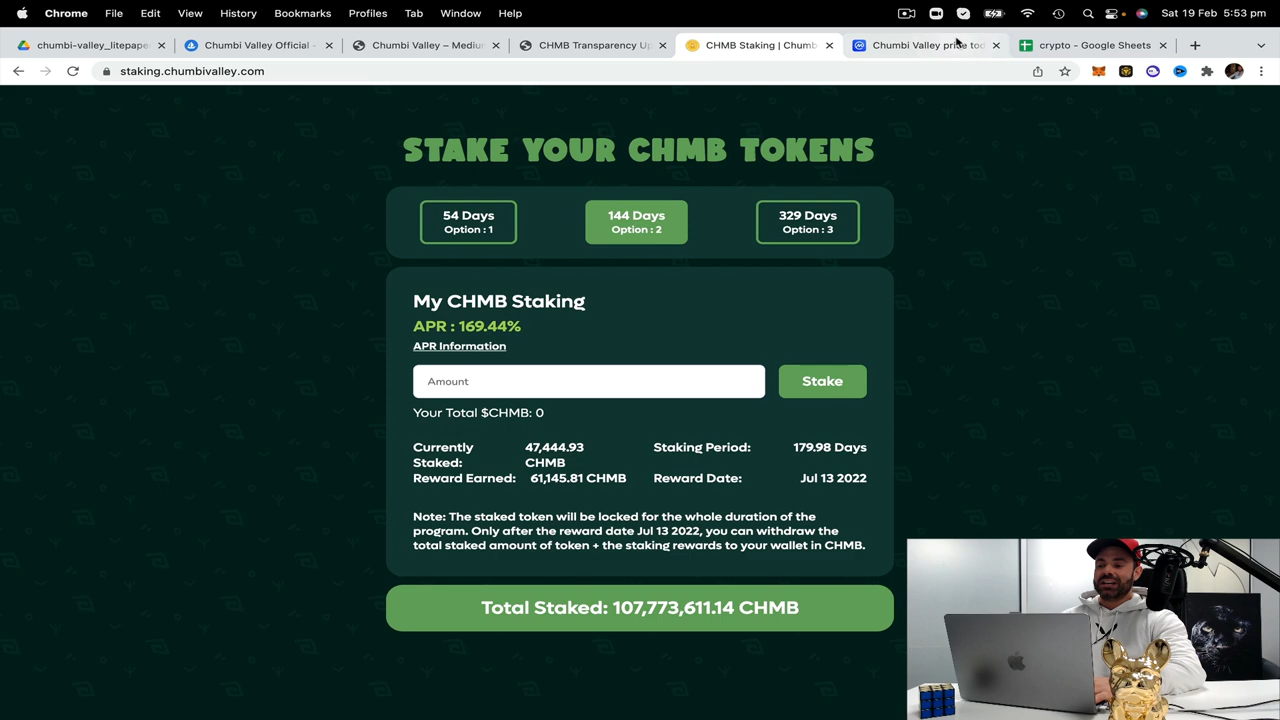 Chrome File Edit View History Bookmarks Profiles Tab Window Help Sat 19 Feb 5:53 pm
chumbi-valley_litepape Chumbi Valley Official - Chumbi Valley – Medium CHMB Transparency Up CHMB Staking | Chumb Chumbi Valley price tod crypto - Google Sheets
staking.chumbivalley.com
STAKE YOUR CHMB TOKENS
54 Days 144 Days 329 Days
Option : 1 Option : 2 Option : 3
My CHMB Staking
APR : 169.44%
APR Information
Amount Stake
Your Total $CHMB: 0
Currently 47,444.93 Staking Period: 179.98 Days
Staked: CHMB
Reward Earned: 61,145.81 CHMB Reward Date: Jul 13 2022
Note: The staked token will be locked for the whole duration of the
program. Only after the reward date Jul 13 2022, you can withdraw the
total staked amount of token + the staking rewards to your wallet in CHMB.
Total Staked: 107,773,611.14 CHMB